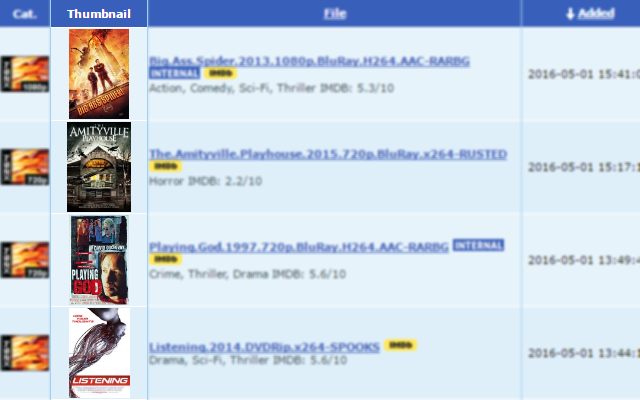 Cat. Thumbnail File Added
Big.Ass.Spider.2013.1080p.BluRay.H264.AAC-RARBG
INTERNAL IMDb
Action, Comedy, Sci-Fi, Thriller IMDB: 5.3/10
2016-05-01 15:41:0
1080p
BIG ASS SPIDER!
The.Amityville.Playhouse.2015.720p.BluRay.x264-RUSTED
IMDb
Horror IMDB: 2.2/10
2016-05-01 15:17:1
720p
THE
AMITYVILLE
PLAYHOUSE
Playing.God.1997.720p.BluRay.H264.AAC-RARBG INTERNAL
IMDb
Crime, Thriller, Drama IMDB: 5.6/10
2016-05-01 13:49:4
720p
DAVID DUCHOVNY
PLAYING
GOD
Listening.2014.DVDRip.x264-SPOOKS IMDb
Drama, Sci-Fi, Thriller IMDB: 5.6/10
2016-05-01 13:44:1
LISTENING